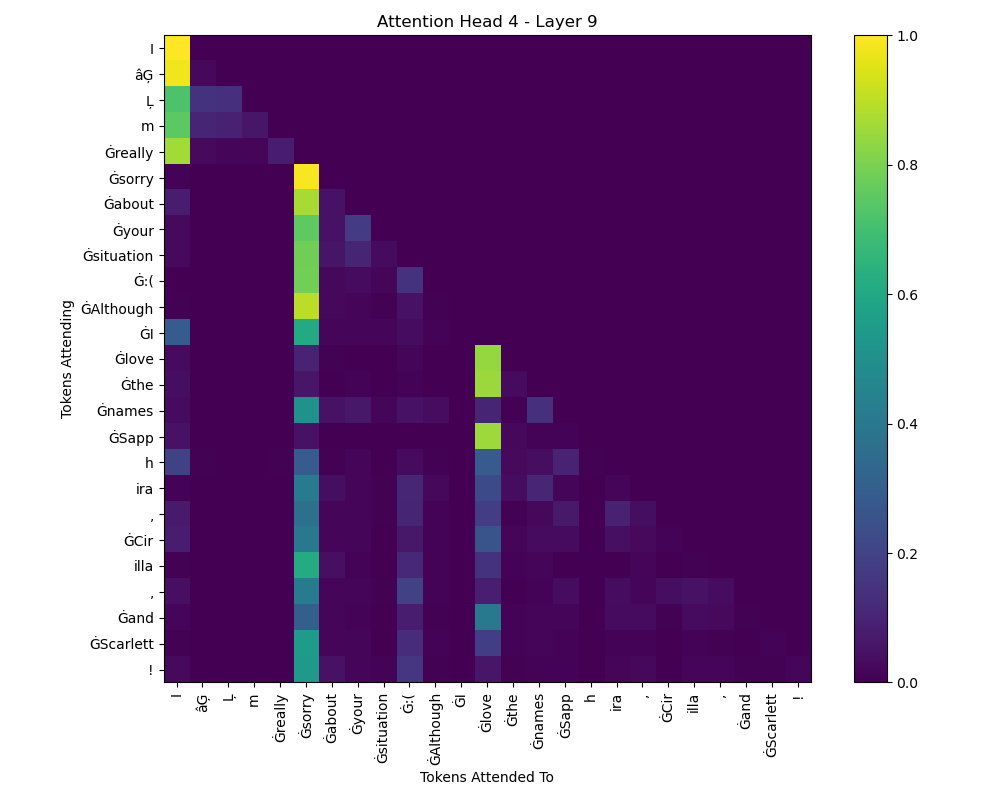 Attention Head 4 - Layer 9
Tokens Attending
I
âĢ
Ļ
m
Ġreally
Ġsorry
Ġabout
Ġyour
Ġsituation
Ġ:(
ĠAlthough
ĠI
Ġlove
Ġthe
Ġnames
ĠSapp
h
ira
,
ĠCir
illa
,
Ġand
ĠScarlett
!
I
âĢ
Ļ
m
Ġreally
Ġsorry
Ġabout
Ġyour
Ġsituation
Ġ:(
ĠAlthough
ĠI
Ġlove
Ġthe
Ġnames
ĠSapp
h
ira
,
ĠCir
illa
,
Ġand
ĠScarlett
!
Tokens Attended To
1.0
0.8
0.6
0.4
0.2
0.0